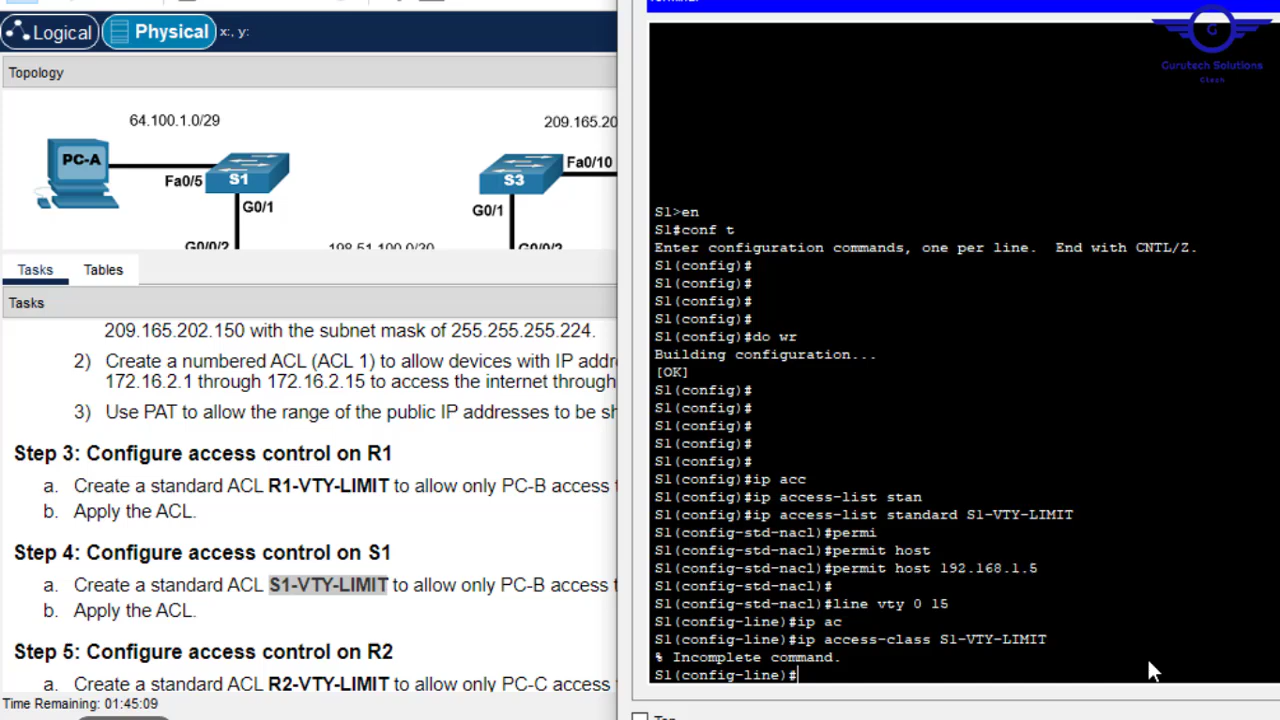 Logical
Physical
x:, y:
Topology
64.100.1.0/29
209.165.20
PC-A
Fa0/5
S1
S3
Fa0/10
G0/1
G0/1
G0/0/2
198.51.100.0/30
G0/0/2
Tasks
Tables
Tasks
209.165.202.150 with the subnet mask of 255.255.255.224.
2) Create a numbered ACL (ACL 1) to allow devices with IP addr
172.16.2.1 through 172.16.2.15 to access the internet through
3) Use PAT to allow the range of the public IP addresses to be sh
Step 3: Configure access control on R1
a. Create a standard ACL R1-VTY-LIMIT to allow only PC-B access t
b. Apply the ACL.
Step 4: Configure access control on S1
a. Create a standard ACL S1-VTY-LIMIT to allow only PC-B access t
b. Apply the ACL.
Step 5: Configure access control on R2
a. Create a standard ACL R2-VTY-LIMIT to allow only PC-C access t
Time Remaining: 01:45:09
G
Gurutech Solutions
S1>en
S1#conf t
Enter configuration commands, one per line. End with CNTL/Z.
S1(config)#
S1(config)#
S1(config)#
S1(config)#
S1(config)#do wr
Building configuration...
[OK]
S1(config)#
S1(config)#
S1(config)#
S1(config)#
S1(config)#
S1(config)#ip acc
S1(config)#ip access-list stan
S1(config)#ip access-list standard S1-VTY-LIMIT
S1(config-std-nacl)#permi
S1(config-std-nacl)#permit host
S1(config-std-nacl)#permit host 192.168.1.5
S1(config-std-nacl)#
S1(config-std-nacl)#line vty 0 15
S1(config-line)#ip ac
S1(config-line)#ip access-class S1-VTY-LIMIT
% Incomplete command.
S1(config-line)#